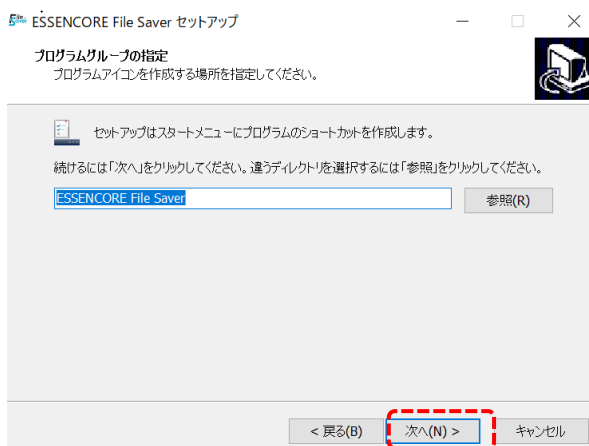 ESSENCORE File Saver セットアップ
プログラムグループの指定
プログラムアイコンを作成する場所を指定してください。
セットアップはスタートメニューにプログラムのショートカットを作成します。
続けるには「次へ」をクリックしてください。違うディレクトリを選択するには「参照」をクリックしてください。
ESSENCORE File Saver
参照(R)
< 戻る(B)
次へ(N) >
キャンセル